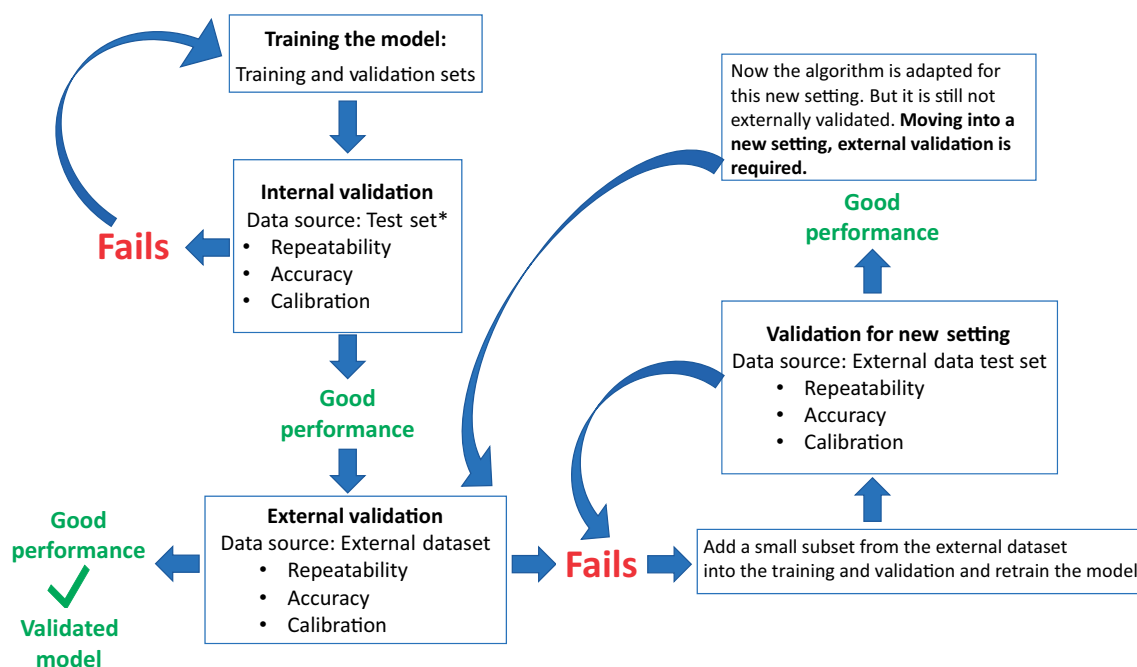 Training the model:
Training and validation sets
Internal validation
Data source: Test set*
• Repeatability
• Accuracy
• Calibration
Fails
Good
performance
External validation
Data source: External dataset
• Repeatability
• Accuracy
• Calibration
Good
performance
Validated
model
Fails
Add a small subset from the external dataset
into the training and validation and retrain the model
Validation for new setting
Data source: External data test set
• Repeatability
• Accuracy
• Calibration
Good
performance
Now the algorithm is adapted for
this new setting. But it is still not
externally validated. Moving into a
new setting, external validation is
required.